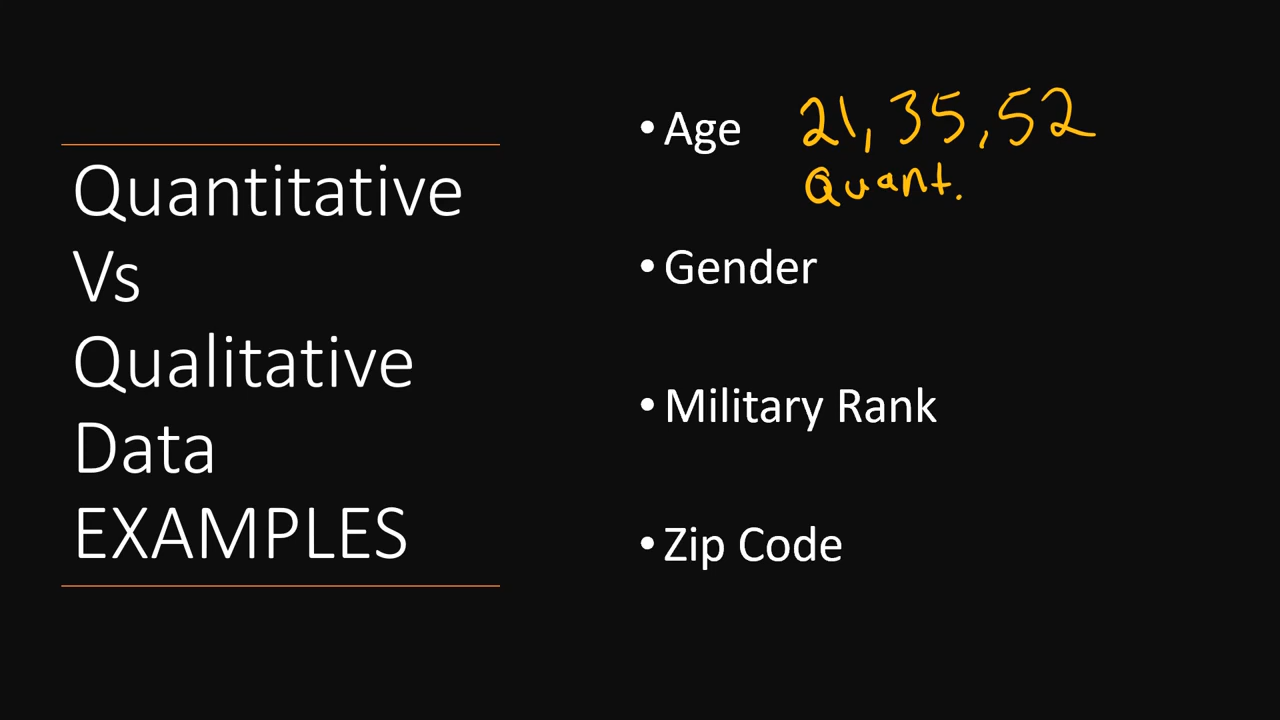 Quantitative
Vs
Qualitative
Data
EXAMPLES
• Age 21, 35, 52
Quant.
• Gender
• Military Rank
• Zip Code